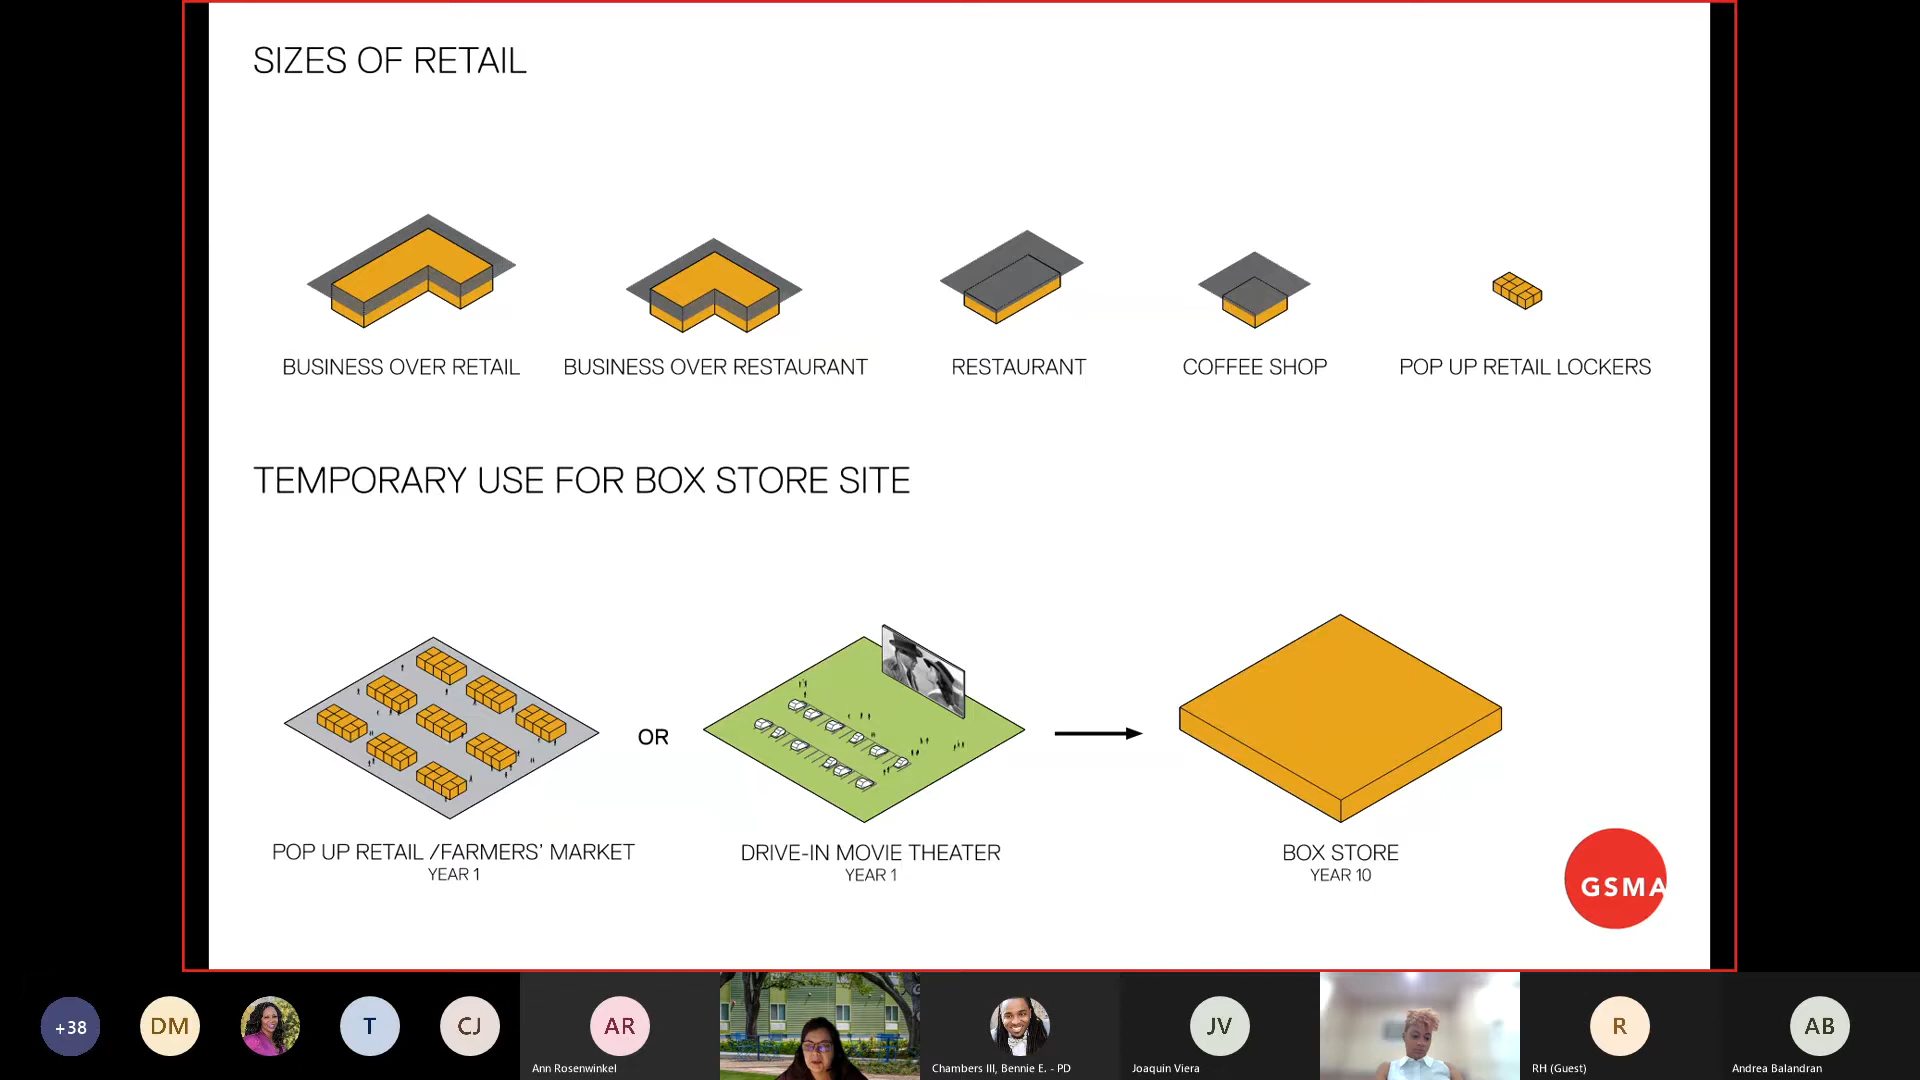 SIZES OF RETAIL
BUSINESS OVER RETAIL
BUSINESS OVER RESTAURANT
RESTAURANT
COFFEE SHOP
POP UP RETAIL LOCKERS
TEMPORARY USE FOR BOX STORE SITE
OR
POP UP RETAIL /FARMERS’ MARKET
YEAR 1
DRIVE-IN MOVIE THEATER
YEAR 1
BOX STORE
YEAR 10
GSMA
+38
DM
T
CJ
AR
Ann Rosenwinkel
Chambers III, Bennie E. - PD
JV
Joaquin Viera
R
RH (Guest)
AB
Andrea Balandran